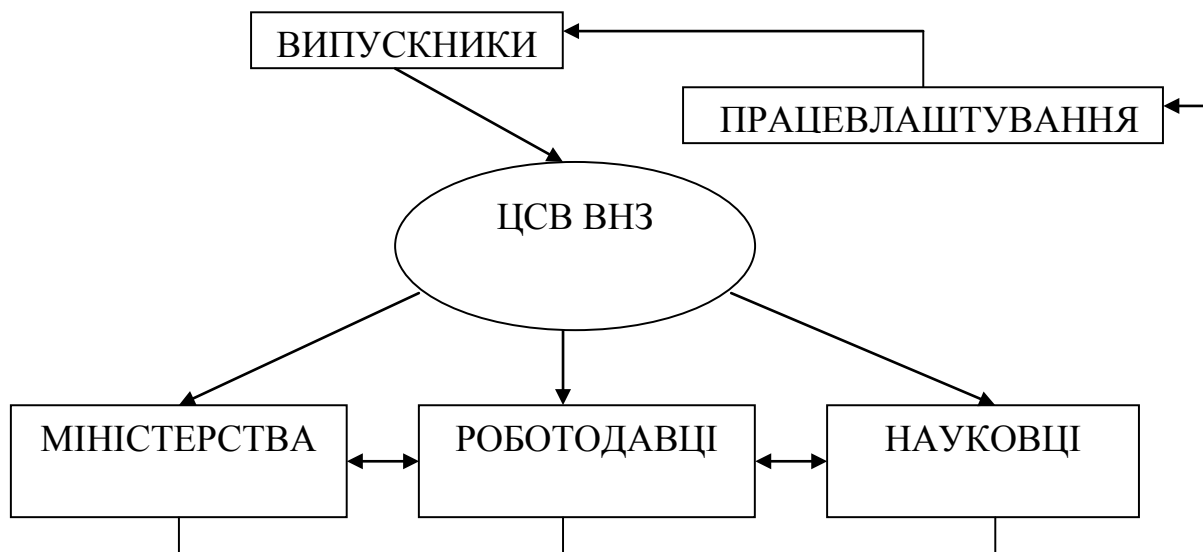 ВИПУСКНИКИ
ПРАЦЕВЛАШТУВАННЯ
ЦСВ ВНЗ
МІНІСТЕРСТВА
РОБОТОДАВЦІ
НАУКОВЦІ